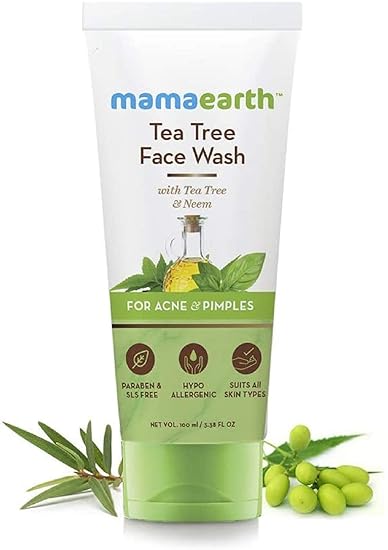 mamaearth™
Tea Tree
Face Wash
with Tea Tree
& Neem
FOR ACNE & PIMPLES
PARABEN &
SLS FREE
HYPO
ALLERGENIC
SUITS All
SKIN TYPES
NET VOL. 100 ml / 3.38 FL OZ